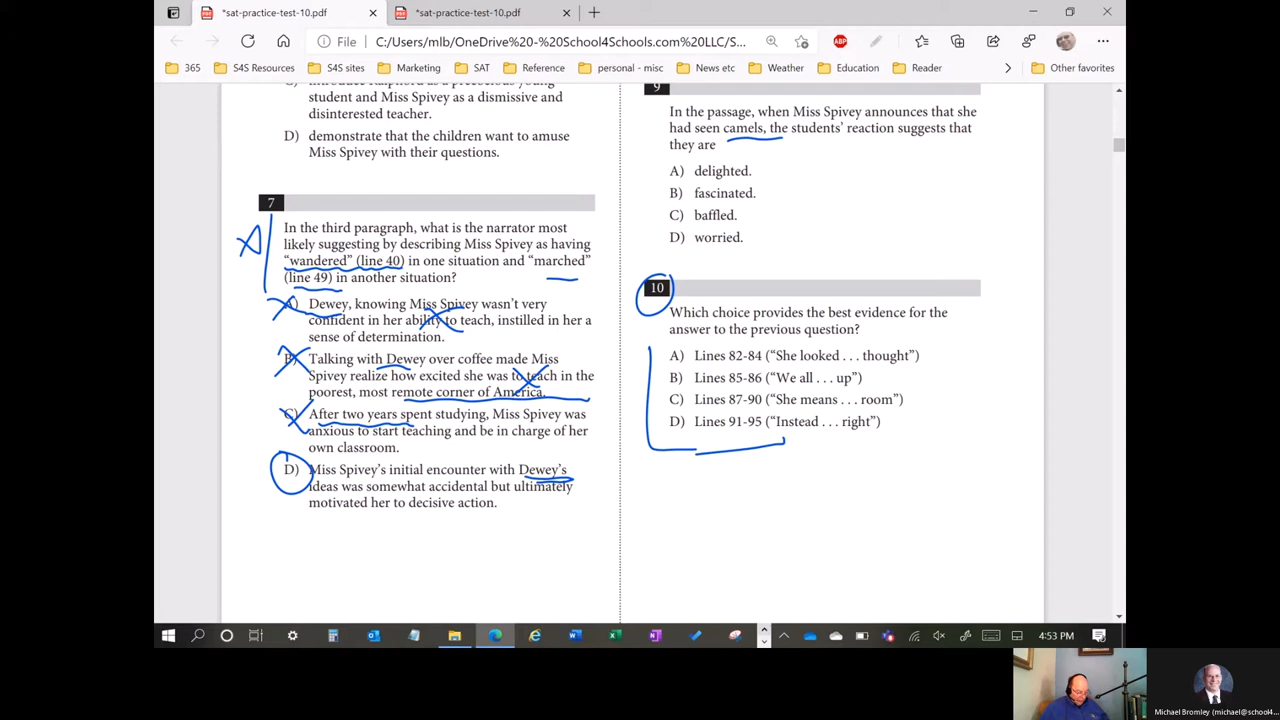 *sat-practice-test-10.pdf
*sat-practice-test-10.pdf
File
C:/Users/mlb/OneDrive%20-%20School4Schools.com%20LLC/S...
ABP
365
S4S Resources
S4S sites
Marketing
SAT
Reference
personal - misc
News etc
Weather
Education
Reader
Other favorites
student and Miss Spivey as a dismissive and
disinterested teacher.
D) demonstrate that the children want to amuse
Miss Spivey with their questions.
7
In the third paragraph, what is the narrator most
likely suggesting by describing Miss Spivey as having
“wandered” (line 40) in one situation and “marched”
(line 49) in another situation?
A) Dewey, knowing Miss Spivey wasn’t very
confident in her ability to teach, instilled in her a
sense of determination.
B) Talking with Dewey over coffee made Miss
Spivey realize how excited she was to teach in the
poorest, most remote corner of America.
C) After two years spent studying, Miss Spivey was
anxious to start teaching and be in charge of her
own classroom.
D) Miss Spivey’s initial encounter with Dewey’s
ideas was somewhat accidental but ultimately
motivated her to decisive action.
9
In the passage, when Miss Spivey announces that she
had seen camels, the students’ reaction suggests that
they are
A) delighted.
B) fascinated.
C) baffled.
D) worried.
10
Which choice provides the best evidence for the
answer to the previous question?
A) Lines 82-84 (“She looked . . . thought”)
B) Lines 85-86 (“We all . . . up”)
C) Lines 87-90 (“She means . . . room”)
D) Lines 91-95 (“Instead . . . right”)
4:53 PM
Michael Bromley (michael@school4...